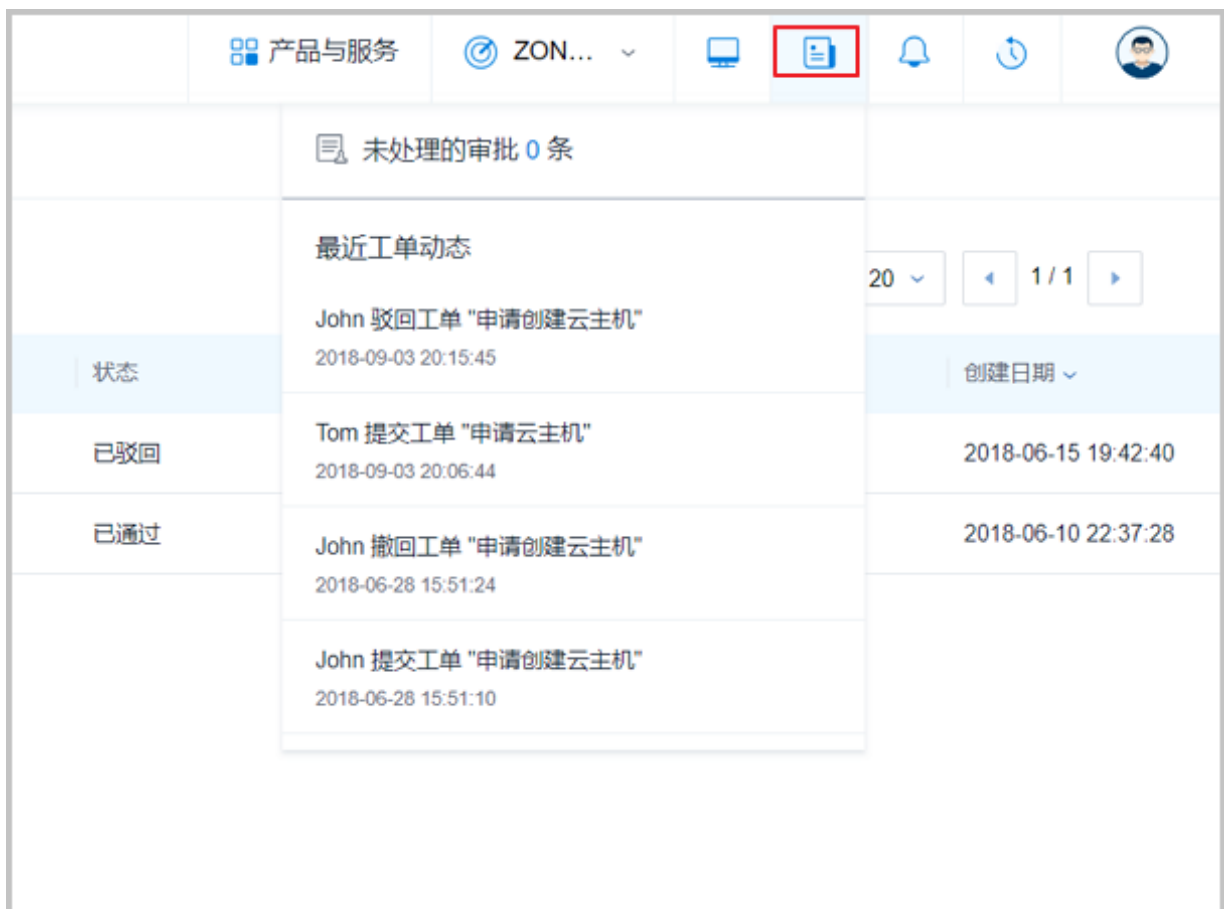 产品与服务 ZON...
未处理的审批 0 条
最近工单动态
20 1 / 1
John 驳回工单 "申请创建云主机"
2018-09-03 20:15:45
状态 创建日期
Tom 提交工单 "申请云主机"
2018-09-03 20:06:44
已驳回 2018-06-15 19:42:40
已通过 2018-06-10 22:37:28
John 撤回工单 "申请创建云主机"
2018-06-28 15:51:24
John 提交工单 "申请创建云主机"
2018-06-28 15:51:10